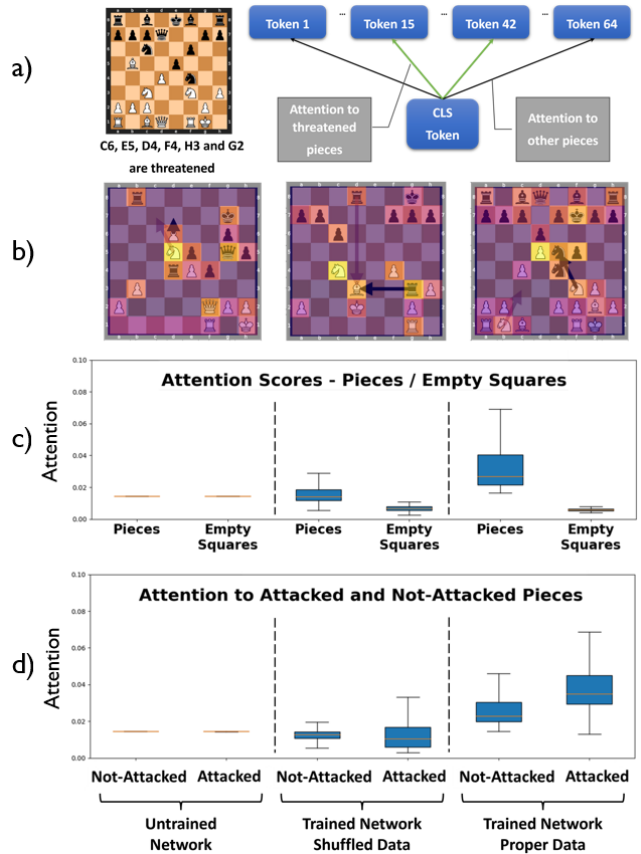 a)
Token 1
...
Token 15
...
Token 42
...
Token 64
Attention to
threatened
pieces
CLS
Token
Attention to
other pieces
C6, E5, D4, F4, H3 and G2
are threatened
b)
c)
Attention Scores - Pieces / Empty Squares
Attention
0.10
0.08
0.06
0.04
0.02
0.00
Pieces
Empty
Squares
Pieces
Empty
Squares
Pieces
Empty
Squares
d)
Attention to Attacked and Not-Attacked Pieces
Attention
0.10
0.08
0.06
0.04
0.02
0.00
Not-Attacked
Attacked
Not-Attacked
Attacked
Not-Attacked
Attacked
Untrained
Network
Trained Network
Shuffled Data
Trained Network
Proper Data